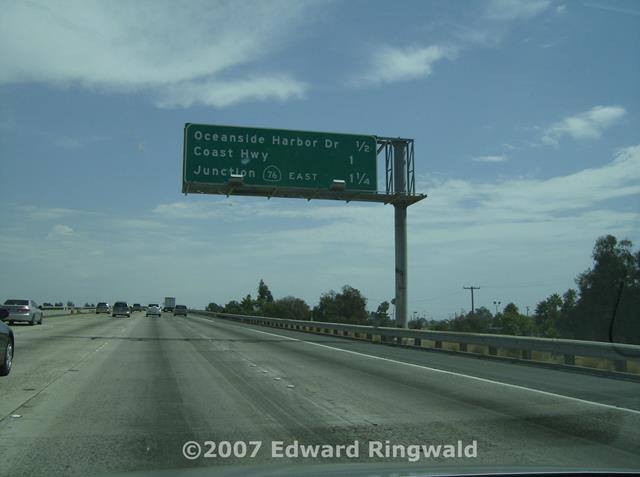 Oceanside Harbor Dr 1/2
Coast Hwy 1
Junction 76 EAST 1 1/4
©2007 Edward Ringwald